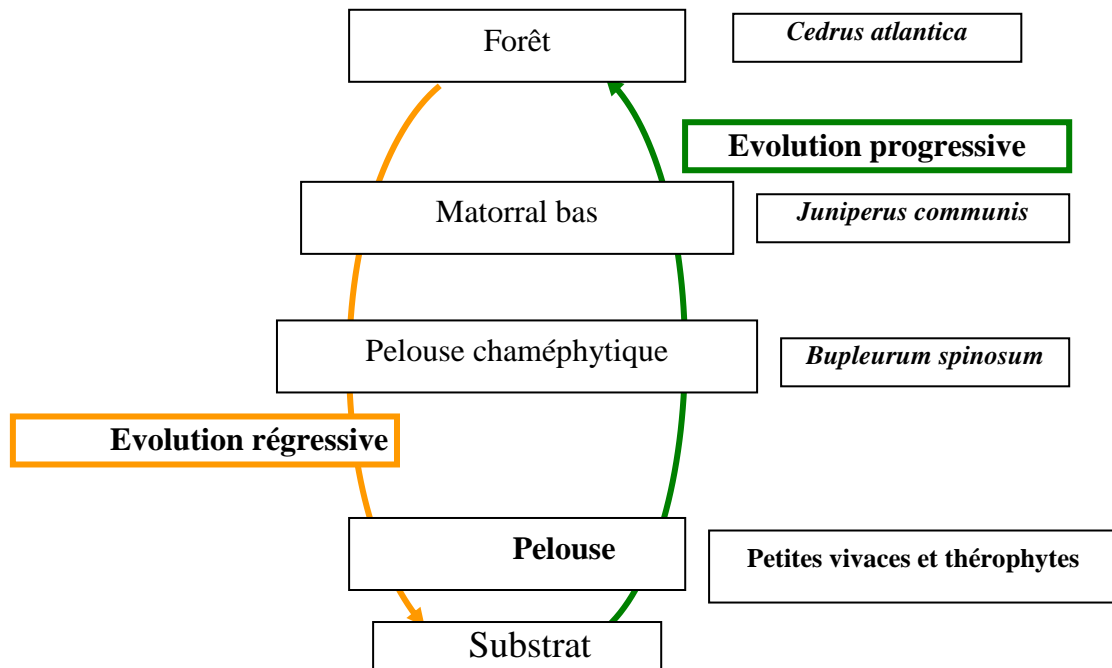 Forêt
Cedrus atlantica
Evolution progressive
Matorral bas
Juniperus communis
Pelouse chaméphytique
Bupleurum spinosum
Evolution régressive
Pelouse
Petites vivaces et thérophytes
Substrat